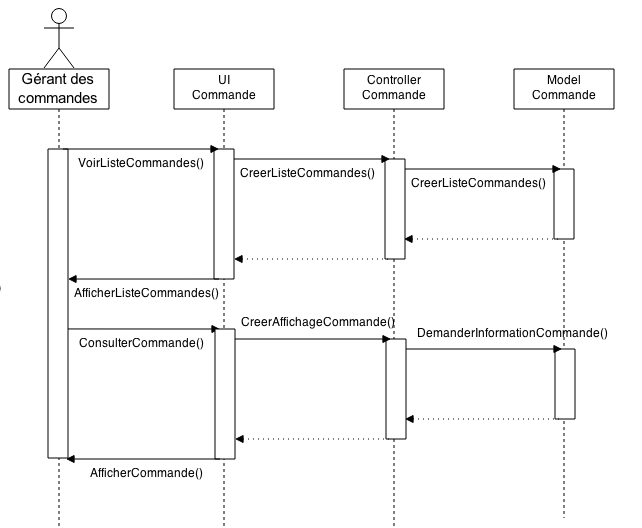 Gérant des
commandes
UI
Commande
Controller
Commande
Model
Commande
VoirListeCommandes()
CreerListeCommandes()
CreerListeCommandes()
AfficherListeCommandes()
ConsulterCommande()
CreerAffichageCommande()
DemanderInformationCommande()
AfficherCommande()